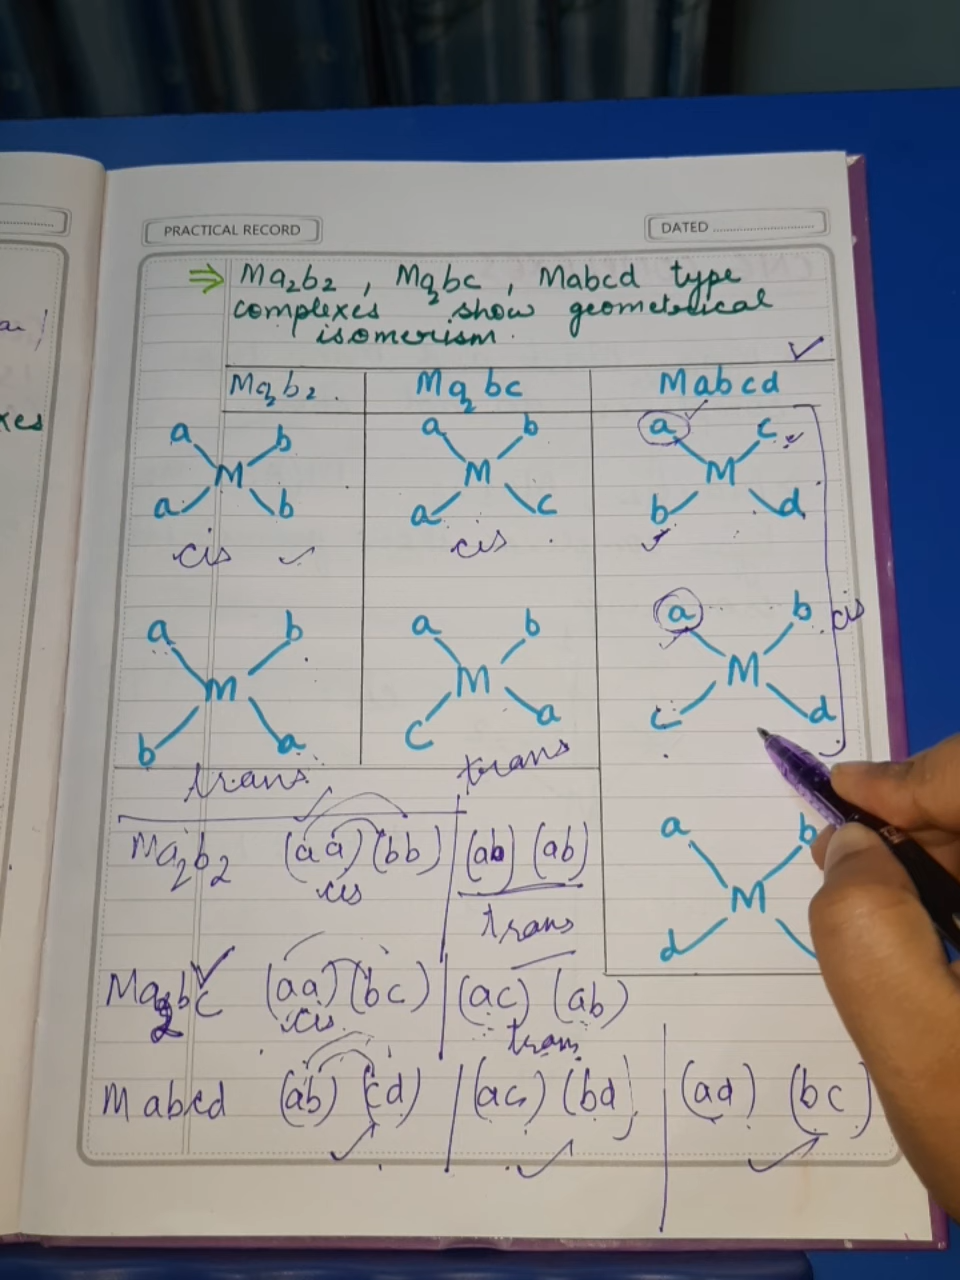 PRACTICAL RECORD
DATED
xes
⇒ Ma₂b₂ , Ma₂bc , Mabcd type
complexes show geometrical
isomerism.
Ma₂b₂. Ma₂bc Mabcd
a b a b a c
M M M
a b a c b d
cis cis
a b a b a b
M M M
b a c a c d
cis
trans trans
a b
M
d
Ma₂b₂ (aa) (bb) | (ab) (ab)
cis trans
Ma₂bc (aa) (bc) | (ac) (ab)
cis trans
Mabcd (ab) (cd) | (ac) (bd) | (ad) (bc)